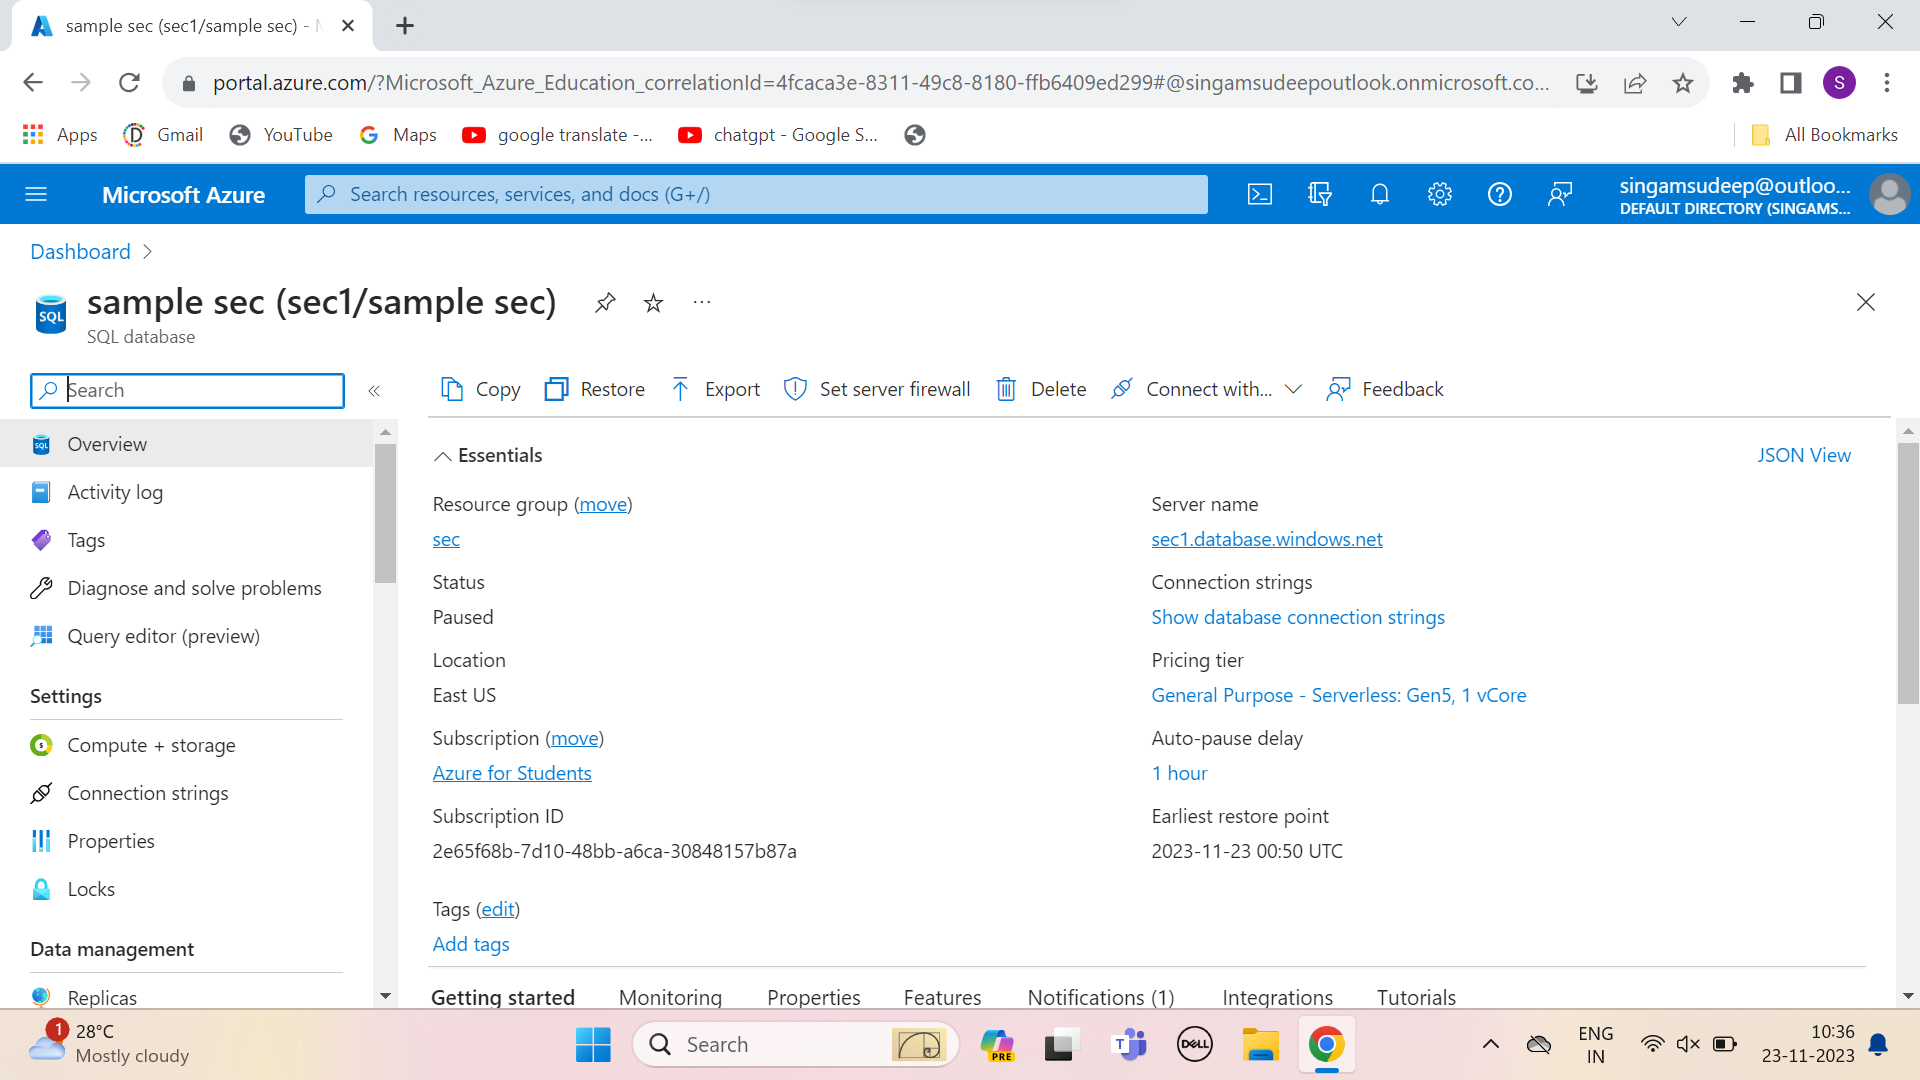 sample sec (sec1/sample sec) - M
portal.azure.com/?Microsoft_Azure_Education_correlationId=4fcaca3e-8311-49c8-8180-ffb6409ed299#@singamsudeepoutlook.onmicrosoft.co...
S
Apps
Gmail
YouTube
Maps
google translate -...
chatgpt - Google S...
All Bookmarks
Microsoft Azure
Search resources, services, and docs (G+/)
singamsudeep@outloo...
DEFAULT DIRECTORY (SINGAMS...
Dashboard
SQL
sample sec (sec1/sample sec)
SQL database
Search
Copy
Restore
Export
Set server firewall
Delete
Connect with...
Feedback
Overview
Activity log
Tags
Diagnose and solve problems
Query editor (preview)
Settings
Compute + storage
Connection strings
Properties
Locks
Data management
Replicas
Essentials
JSON View
Resource group (move)
sec
Status
Paused
Location
East US
Subscription (move)
Azure for Students
Subscription ID
2e65f68b-7d10-48bb-a6ca-30848157b87a
Tags (edit)
Add tags
Server name
sec1.database.windows.net
Connection strings
Show database connection strings
Pricing tier
General Purpose - Serverless: Gen5, 1 vCore
Auto-pause delay
1 hour
Earliest restore point
2023-11-23 00:50 UTC
Getting started
Monitoring
Properties
Features
Notifications (1)
Integrations
Tutorials
1
28°C
Mostly cloudy
Search
PRE
T
DELL
ENG
IN
10:36
23-11-2023